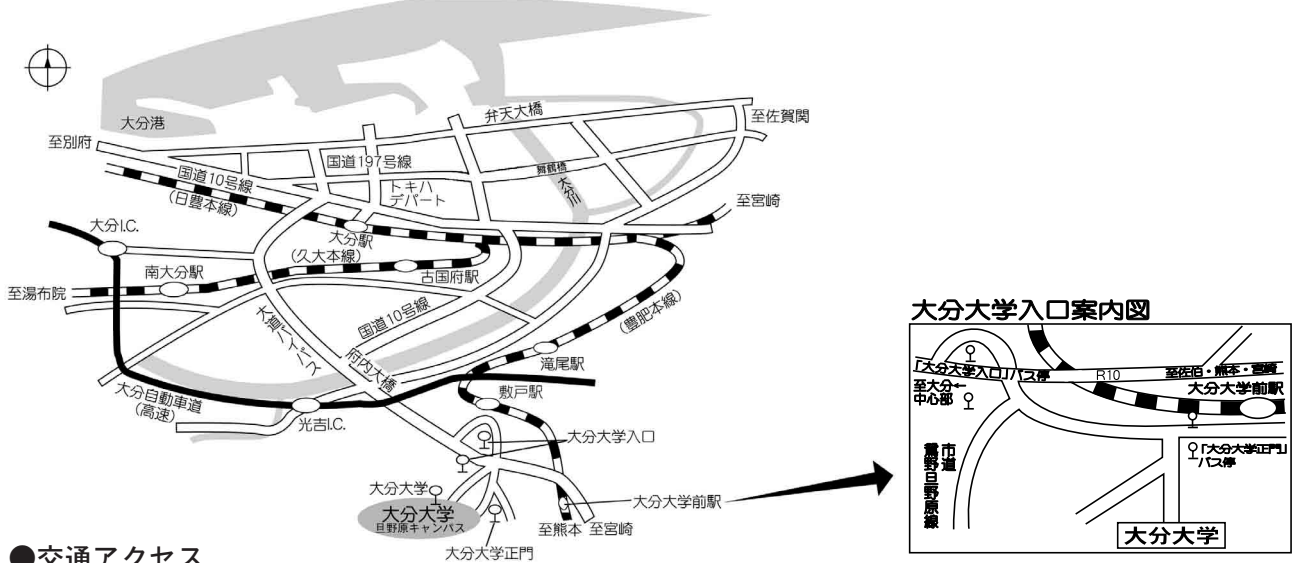 大分港
至別府
弁天大橋
至佐賀関
国道197号線
舞鶴橋
国道10号線
(日豊本線)
トキハ
デパート
大分川
至宮崎
大分I.C.
大分駅
(久大本線)
南大分駅
古国府駅
至湯布院
大道バイパス
国道10号線
(豊肥本線)
府内大橋
滝尾駅
大分自動車道
(高速)
敷戸駅
光吉I.C.
大分大学入口
大分大学
大分大学前駅
大分大学
旦野原キャンパス
至熊本
至宮崎
大分大学正門
●交通アクセス
大分大学入口案内図
「大分大学入口」バス停
R10
至佐伯・熊本・宮崎
至大分←
中心部
大分大学前駅
市道
鴛野旦野原線
「大分大学正門」
バス停
大分大学